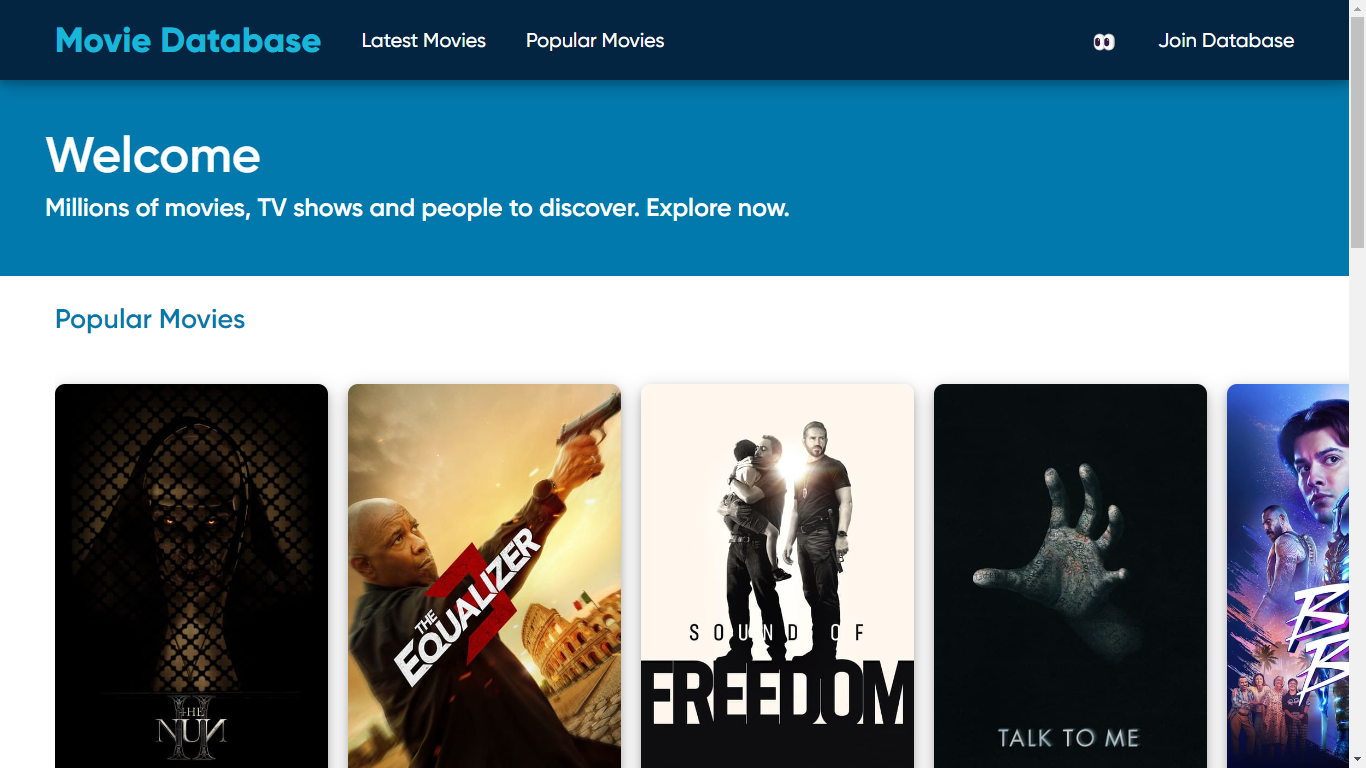 Movie Database
Latest Movies
Popular Movies
Join Database
Welcome
Millions of movies, TV shows and people to discover. Explore now.
Popular Movies
THE
NUN
II
THE
EQUALIZER
3
SOUND OF
FREEDOM
TALK TO ME
B
B